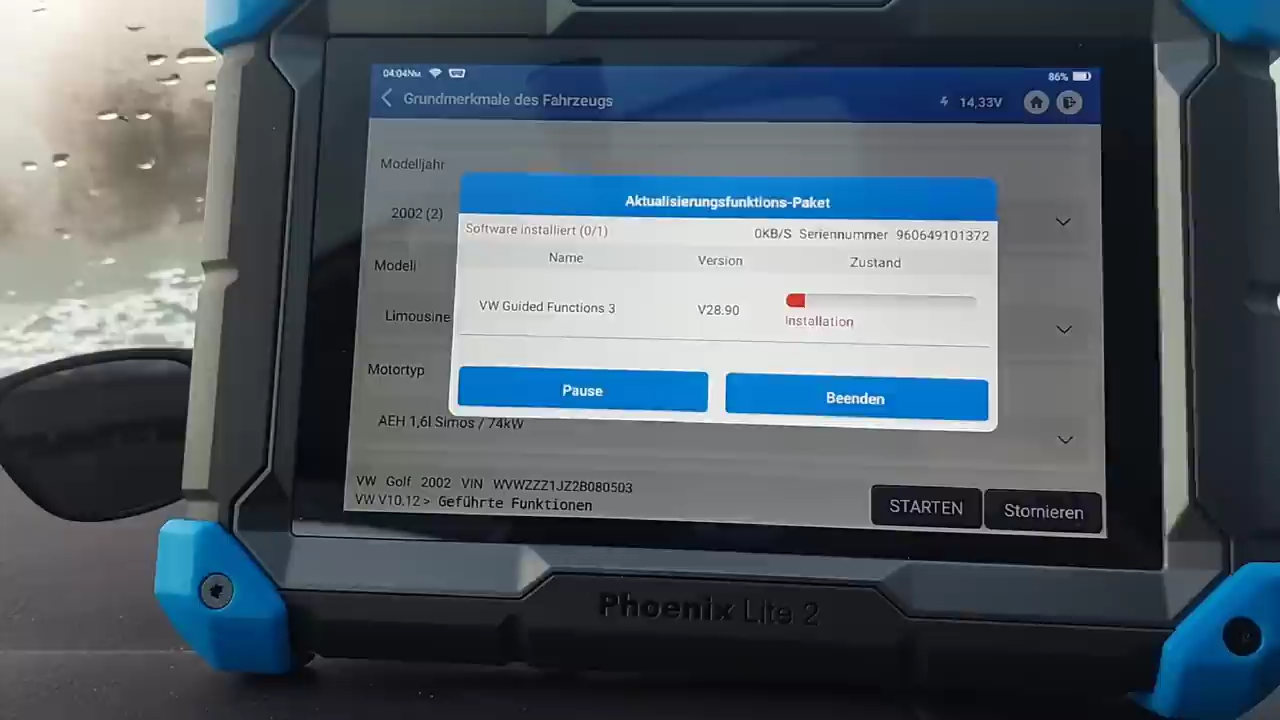 04:04Nu 86%
Grundmerkmale des Fahrzeugs 14,33V
Modelljahr
2002 (2)
Modell
Limousine
Motortyp
AEH 1,6l Simos / 74kW
Aktualisierungsfunktions-Paket
Software installiert (0/1) 0KB/S Seriennummer 960649101372
Name Version Zustand
VW Guided Functions 3 V28.90
Installation
Pause Beenden
VW Golf 2002 VIN WVWZZZ1JZ2B080503
VW V10.12 > Geführte Funktionen
STARTEN Stornieren
Phoenix Lite 2